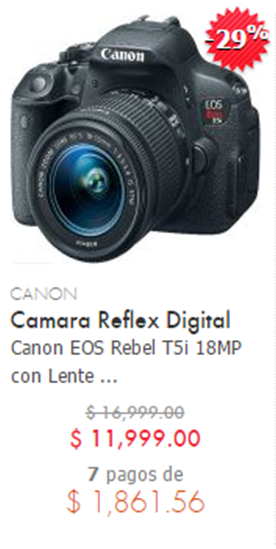 -29%
Canon
EOS
CANON
Camara Reflex Digital
Canon EOS Rebel T5i 18MP
con Lente ...
$ 16,999.00
$ 11,999.00
7 pagos de
$ 1,861.56